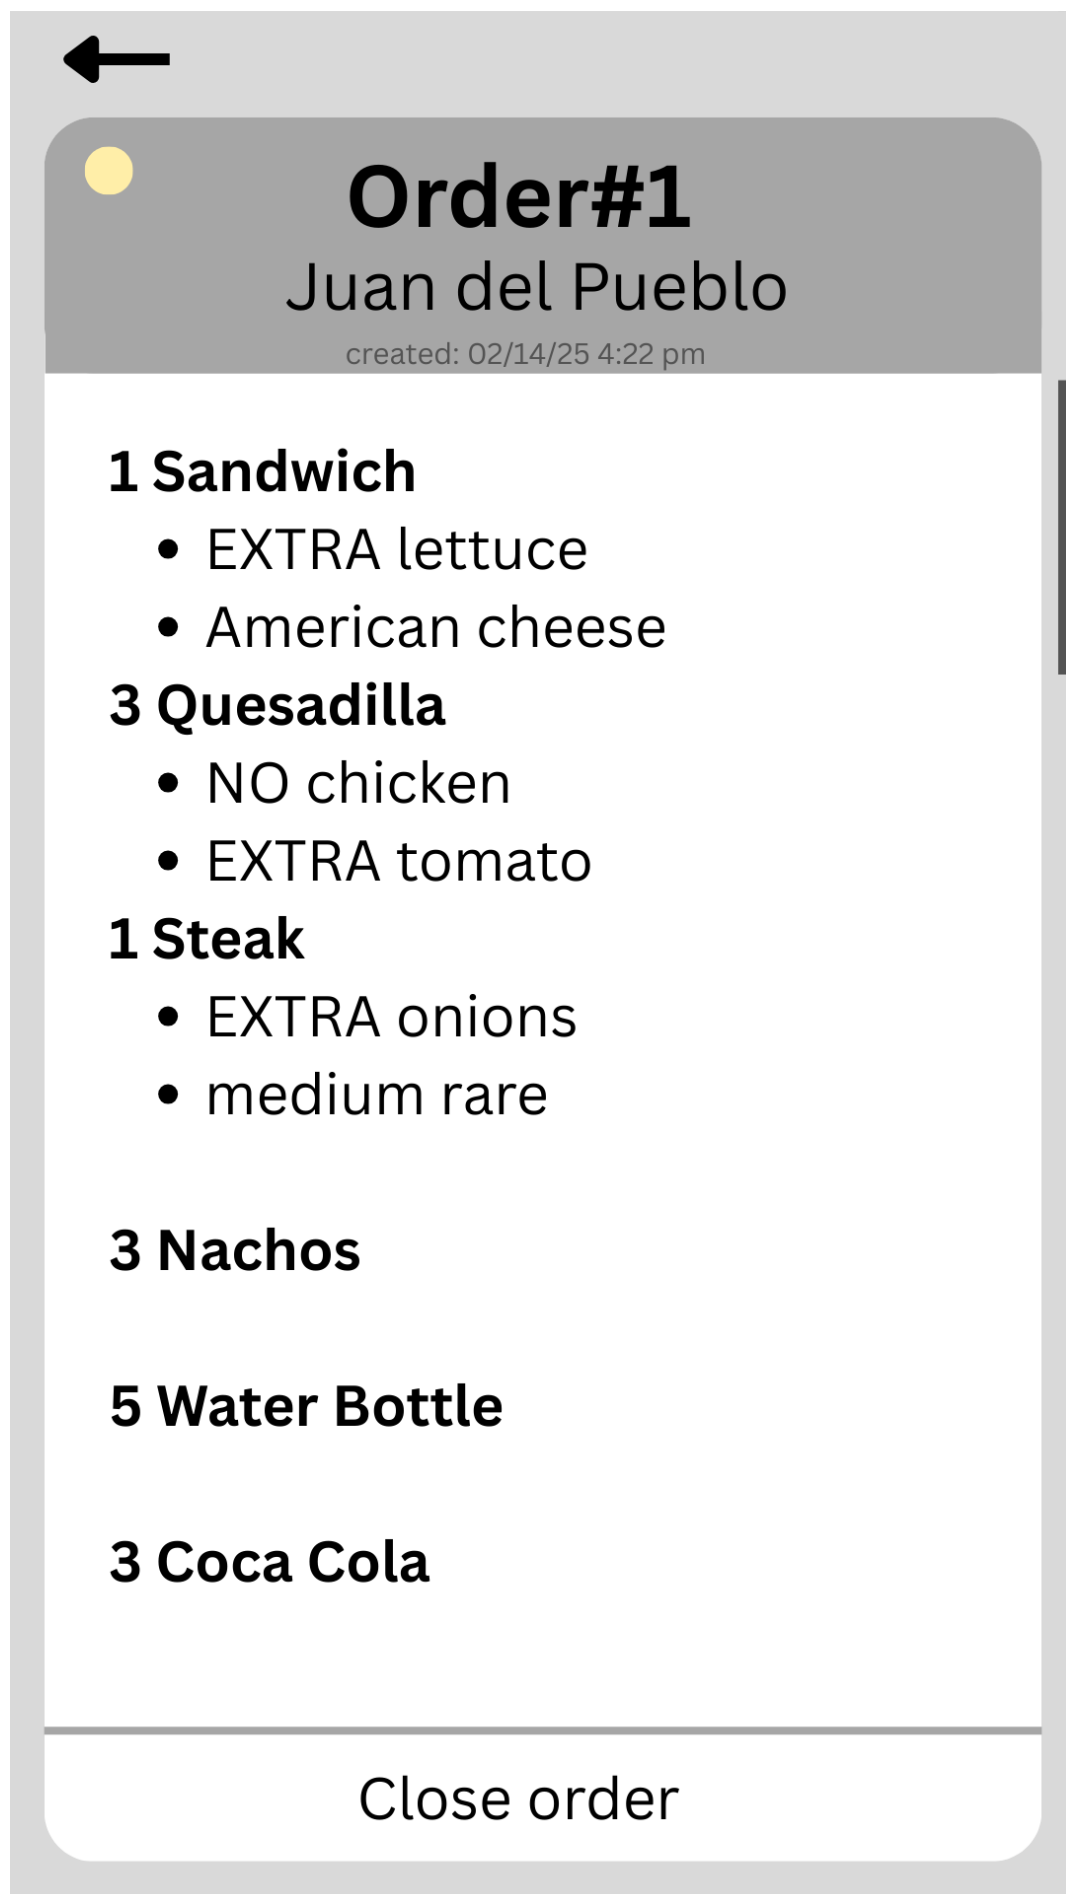 Order#1
Juan del Pueblo
created: 02/14/25 4:22 pm
1 Sandwich
• EXTRA lettuce
• American cheese
3 Quesadilla
• NO chicken
• EXTRA tomato
1 Steak
• EXTRA onions
• medium rare
3 Nachos
5 Water Bottle
3 Coca Cola
Close order